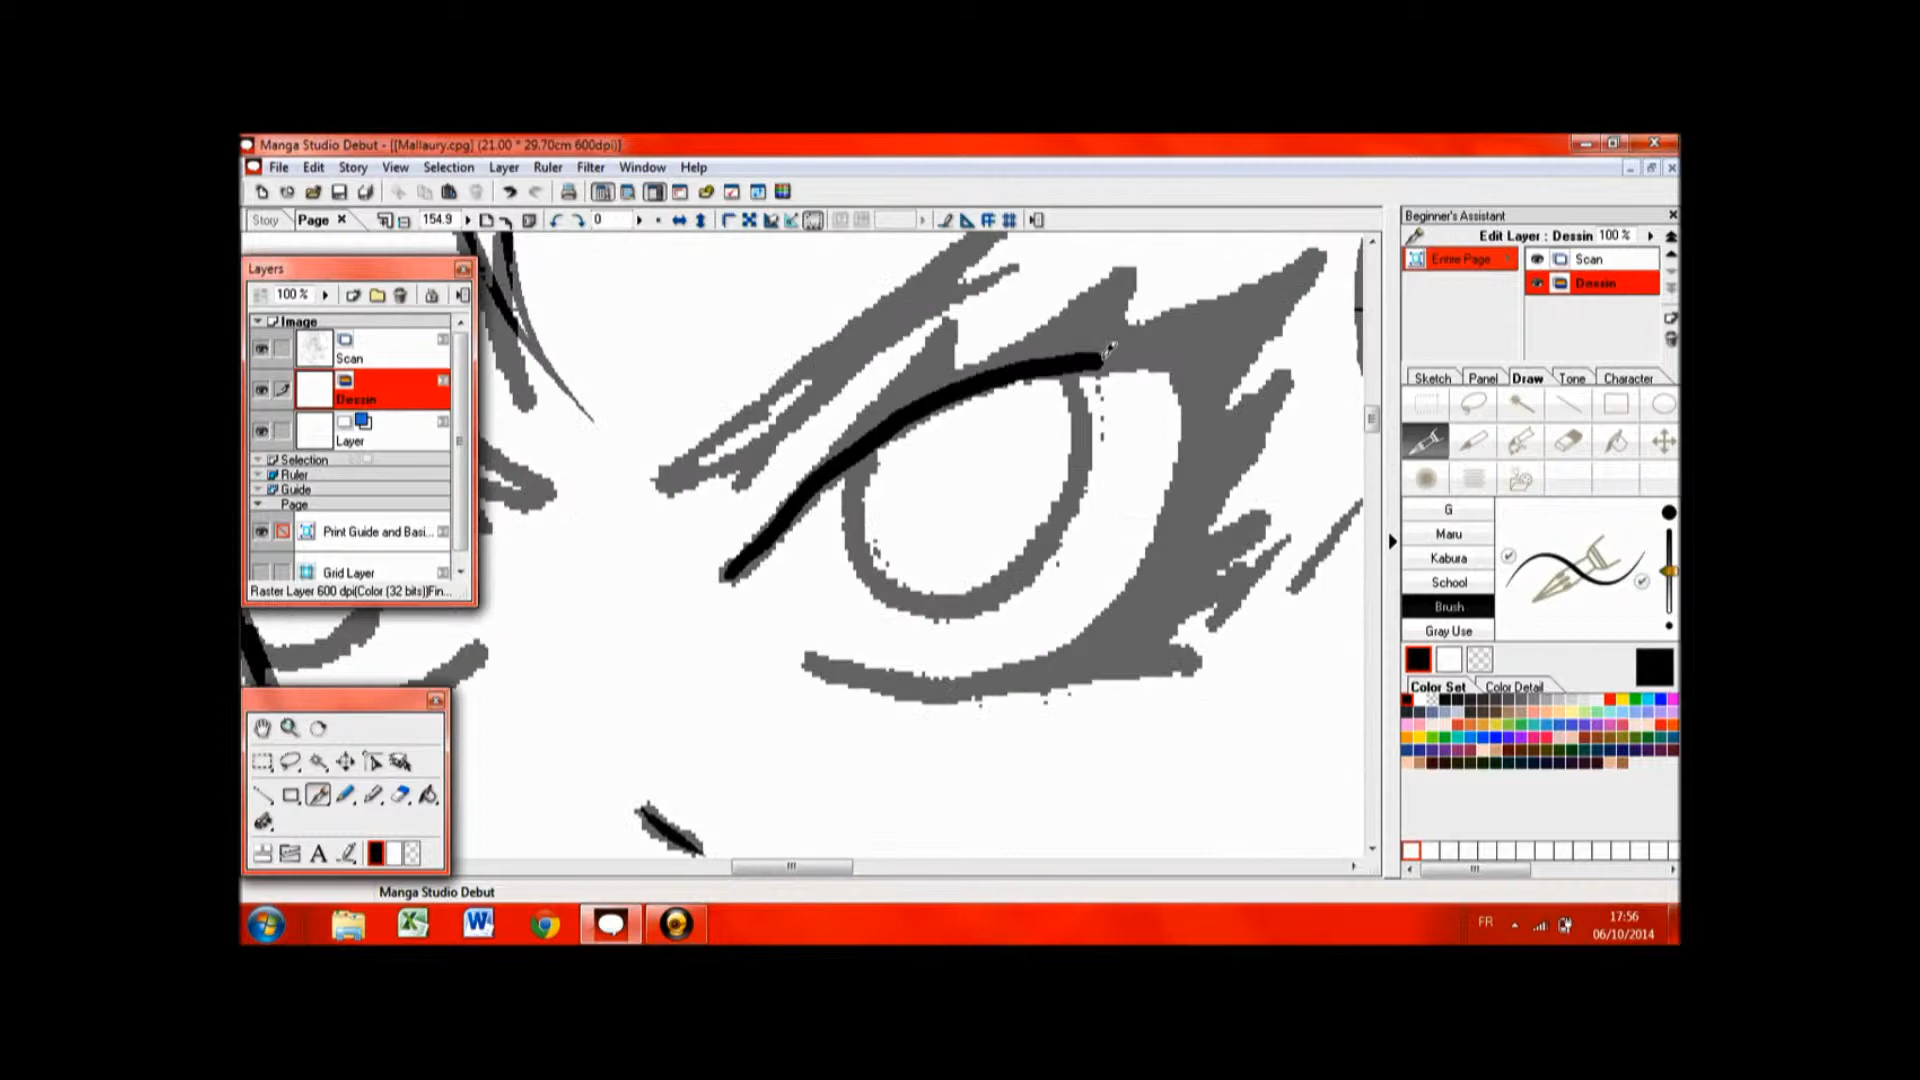 Manga Studio Debut - [[Mallaury.cpg] (21.00 * 29.70cm 600dpi)]
File Edit Story View Selection Layer Ruler Filter Window Help
Story Page 154.9 0
Beginner's Assistant
Edit Layer : Dessin 100 %
Entire Page
Scan
Dessin
Layers
100 %
Image
Scan
Dessin
Layer
Selection
Ruler
Guide
Page
Print Guide and Basi...
Grid Layer
Raster Layer 600 dpi(Color (32 bits))Fin...
Sketch Panel Draw Tone Character
G
Maru
Kabura
School
Brush
Gray Use
Color Set Color Detail
A
Manga Studio Debut
FR
17:56
06/10/2014